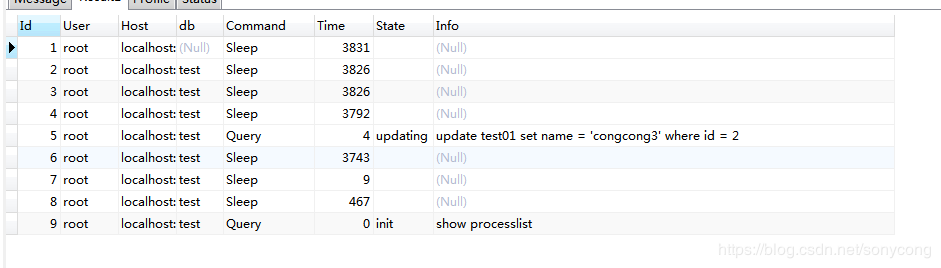 Message Result2 Profile Status
Id User Host db Command Time State Info
1 root localhost: (Null) Sleep 3831 (Null)
2 root localhost: test Sleep 3826 (Null)
3 root localhost: test Sleep 3826 (Null)
4 root localhost: test Sleep 3792 (Null)
5 root localhost: test Query 4 updating update test01 set name = 'congcong3' where id = 2
6 root localhost: test Sleep 3743 (Null)
7 root localhost: test Sleep 9 (Null)
8 root localhost: test Sleep 467 (Null)
9 root localhost: test Query 0 init show processlist
https://blog.csdn.net/sonycong